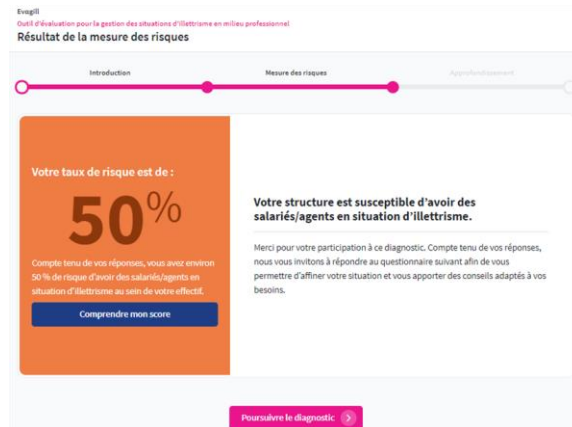 Evagill
Outil d'évaluation pour la gestion des situations d'illettrisme en milieu professionnel
Résultat de la mesure des risques
Introduction
Mesure des risques
Approfondissement
Votre taux de risque est de :
50%
Compte tenu de vos réponses, vous avez environ
50 % de risque d'avoir des salariés/agents en
situation d'illettrisme au sein de votre effectif.
Comprendre mon score
Votre structure est susceptible d'avoir des
salariés/agents en situation d'illettrisme.
Merci pour votre participation à ce diagnostic. Compte tenu de vos réponses,
nous vous invitons à répondre au questionnaire suivant afin de vous
permettre d'affiner votre situation et vous apporter des conseils adaptés à vos
besoins.
Poursuivre le diagnostic